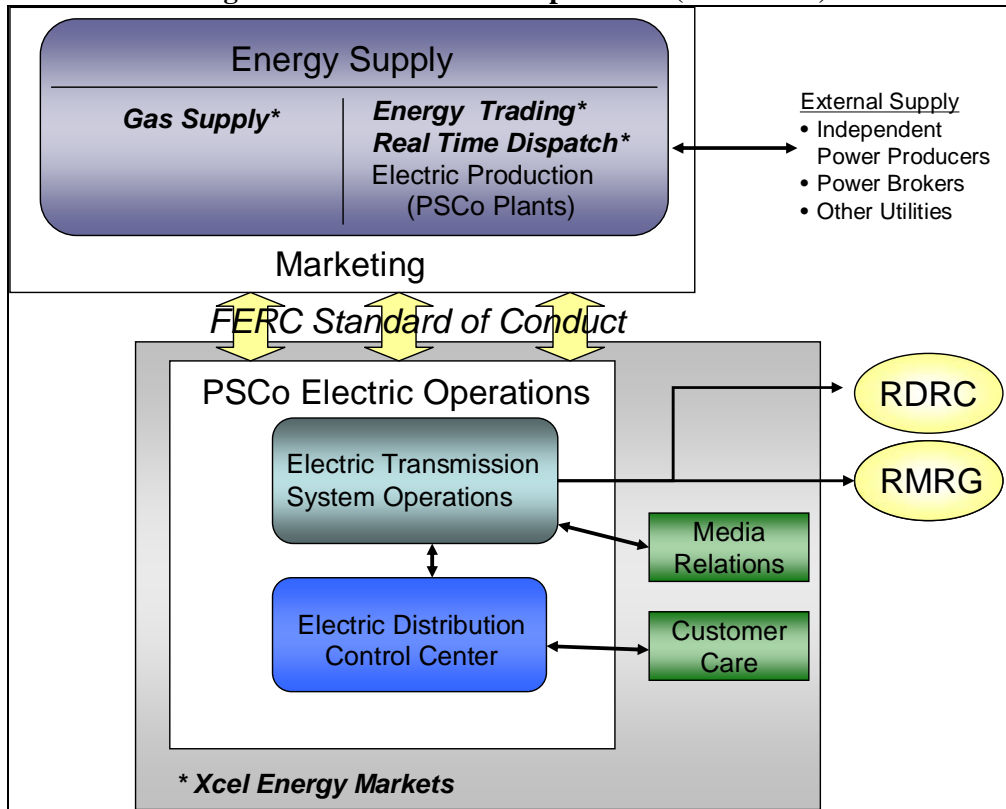 Energy Supply
Gas Supply*
Energy Trading*
Real Time Dispatch*
Electric Production
(PSCo Plants)
External Supply
• Independent
Power Producers
• Power Brokers
• Other Utilities
Marketing
FERC Standard of Conduct
PSCo Electric Operations
Electric Transmission
System Operations
RDRC
RMRG
Media
Relations
Electric Distribution
Control Center
Customer
Care
* Xcel Energy Markets